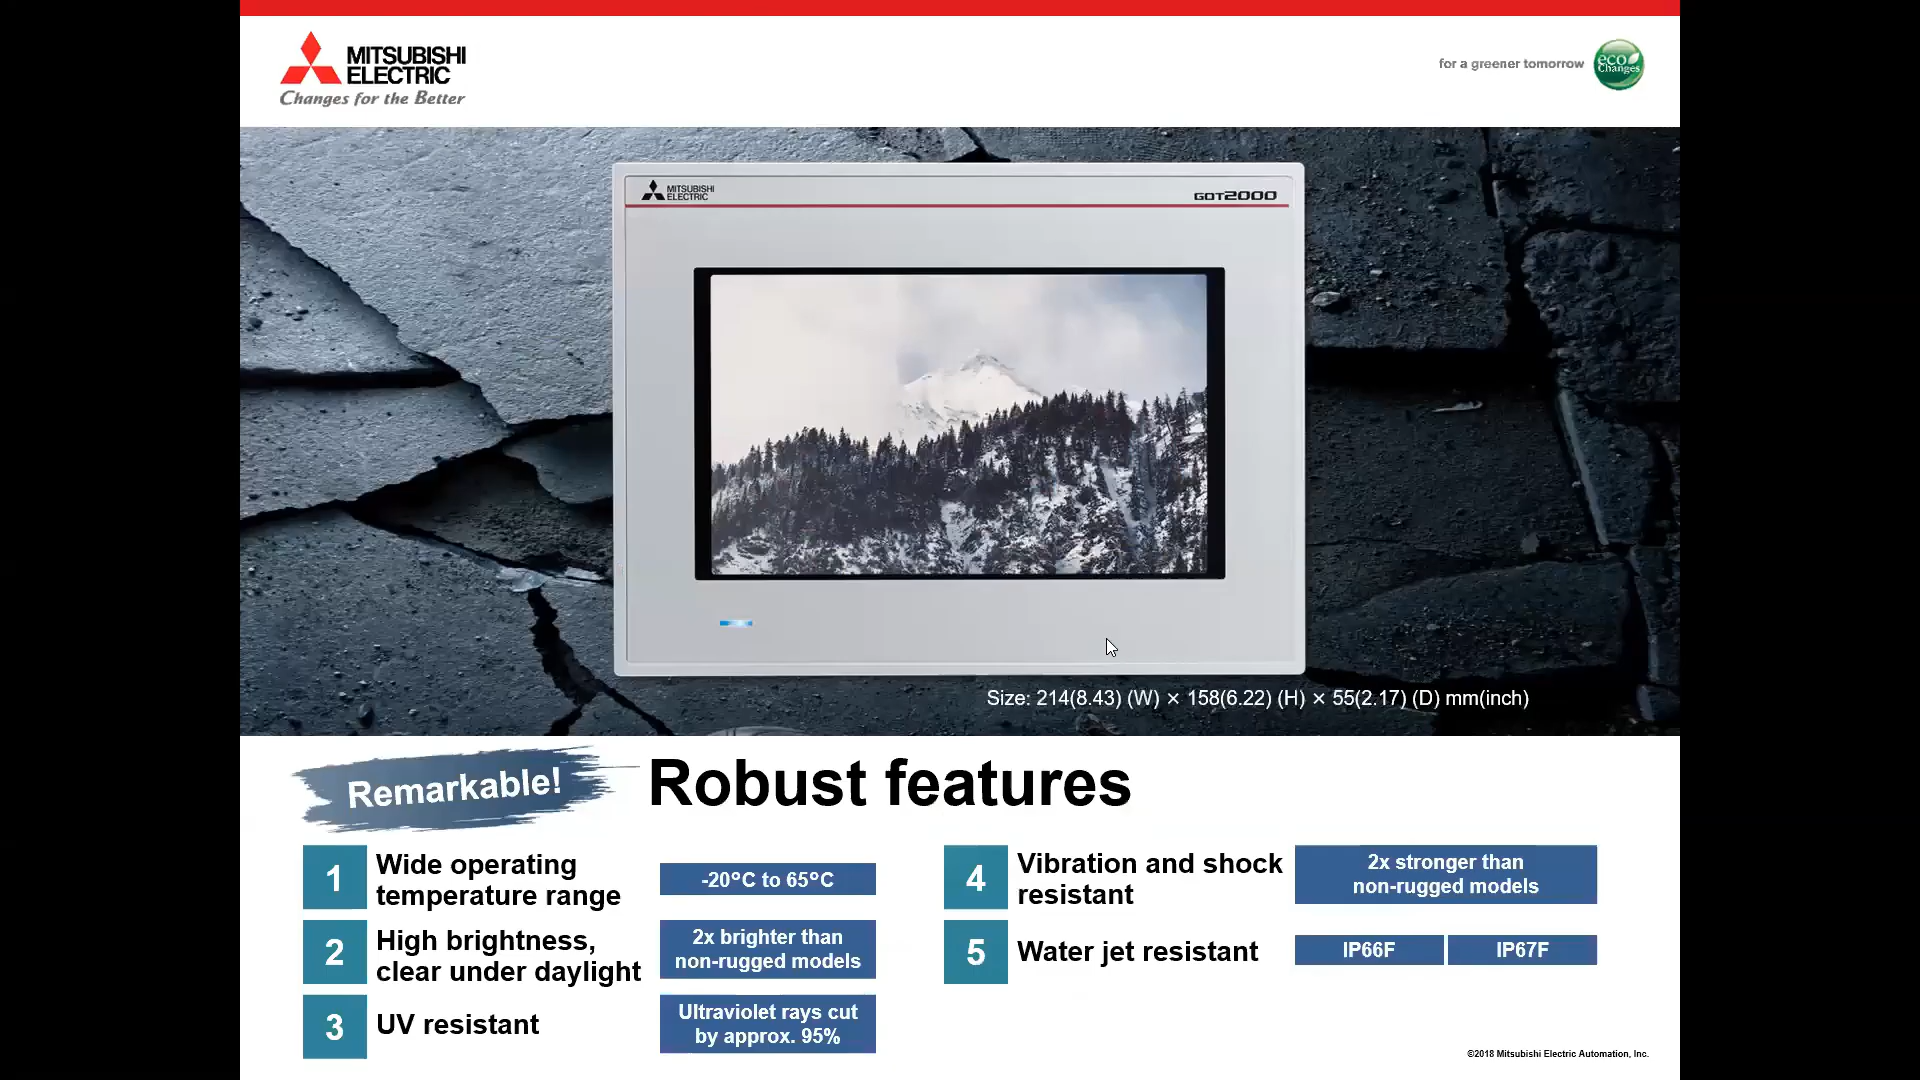 MITSUBISHI
ELECTRIC
Changes for the Better
for a greener tomorrow
eco
Changes
MITSUBISHI
ELECTRIC
GOT2000
Size: 214(8.43) (W) × 158(6.22) (H) × 55(2.17) (D) mm(inch)
Remarkable!
Robust features
1
Wide operating
temperature range
-20°C to 65°C
2
High brightness,
clear under daylight
2x brighter than
non-rugged models
3
UV resistant
Ultraviolet rays cut
by approx. 95%
4
Vibration and shock
resistant
2x stronger than
non-rugged models
5
Water jet resistant
IP66F
IP67F
©2018 Mitsubishi Electric Automation, Inc.